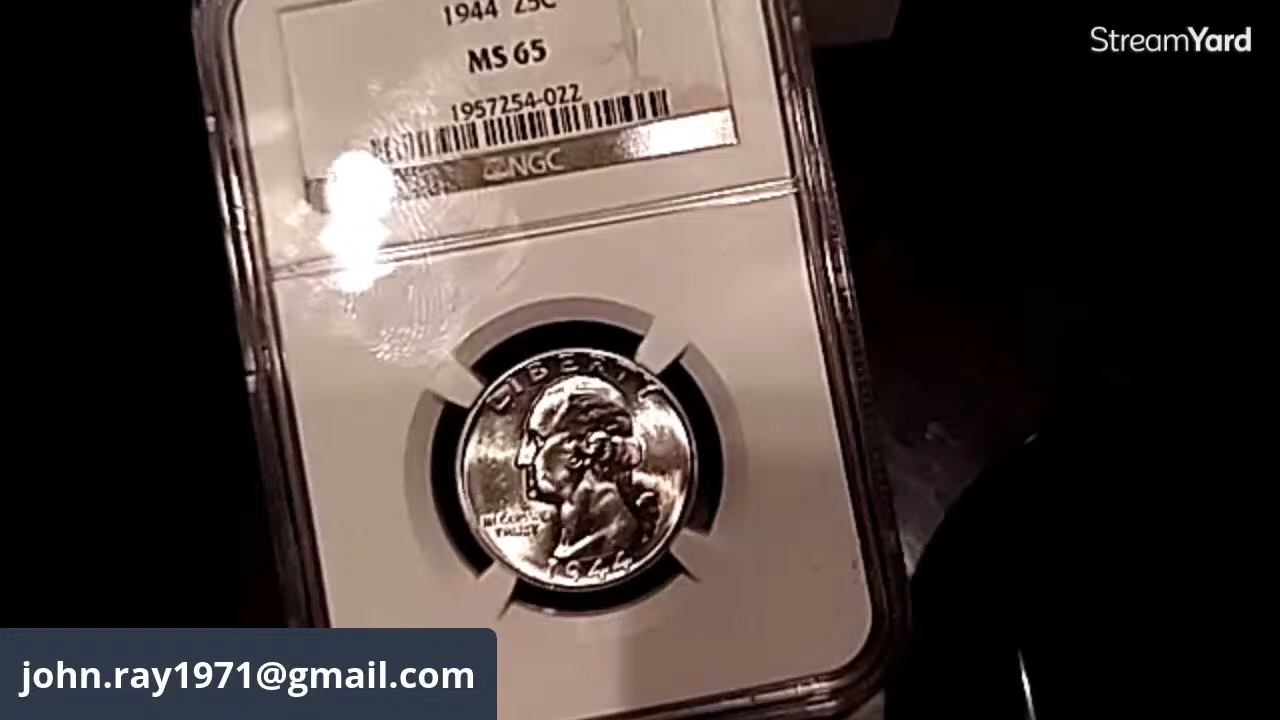 StreamYard
1944 25C
MS 65
1957254-022
NGC
LIBERTY
IN GOD WE
TRUST
1944
john.ray1971@gmail.com